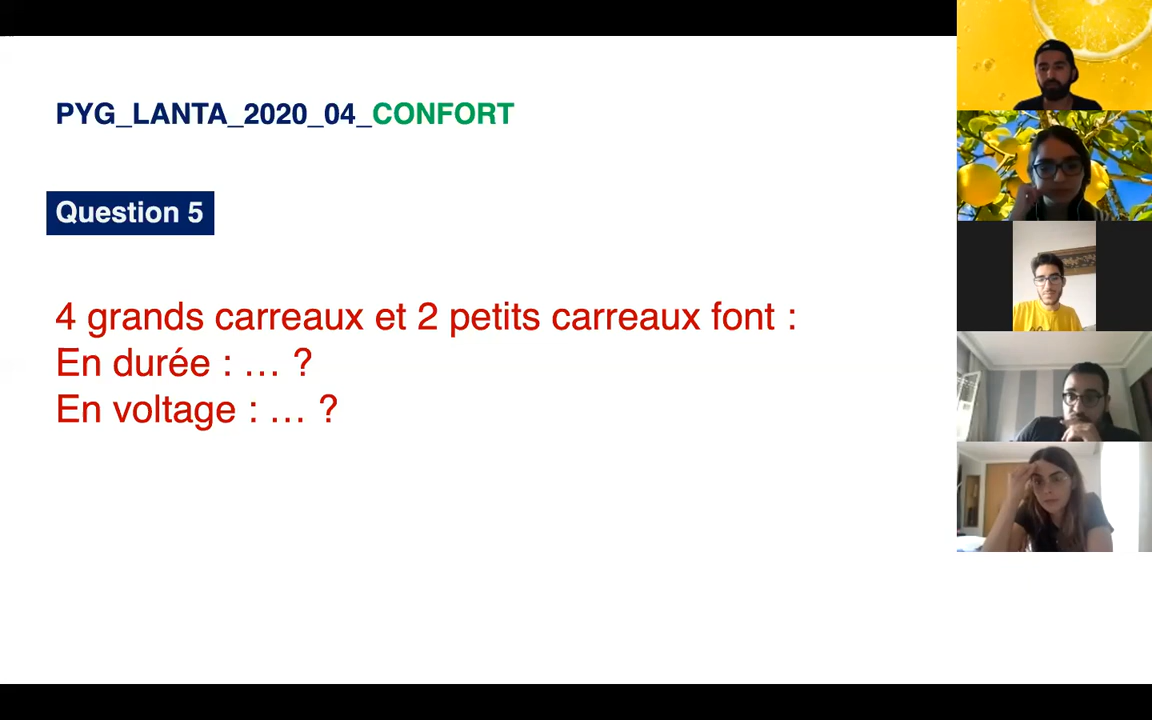 PYG_LANTA_2020_04_CONFORT
Question 5
4 grands carreaux et 2 petits carreaux font :
En durée : … ?
En voltage : … ?